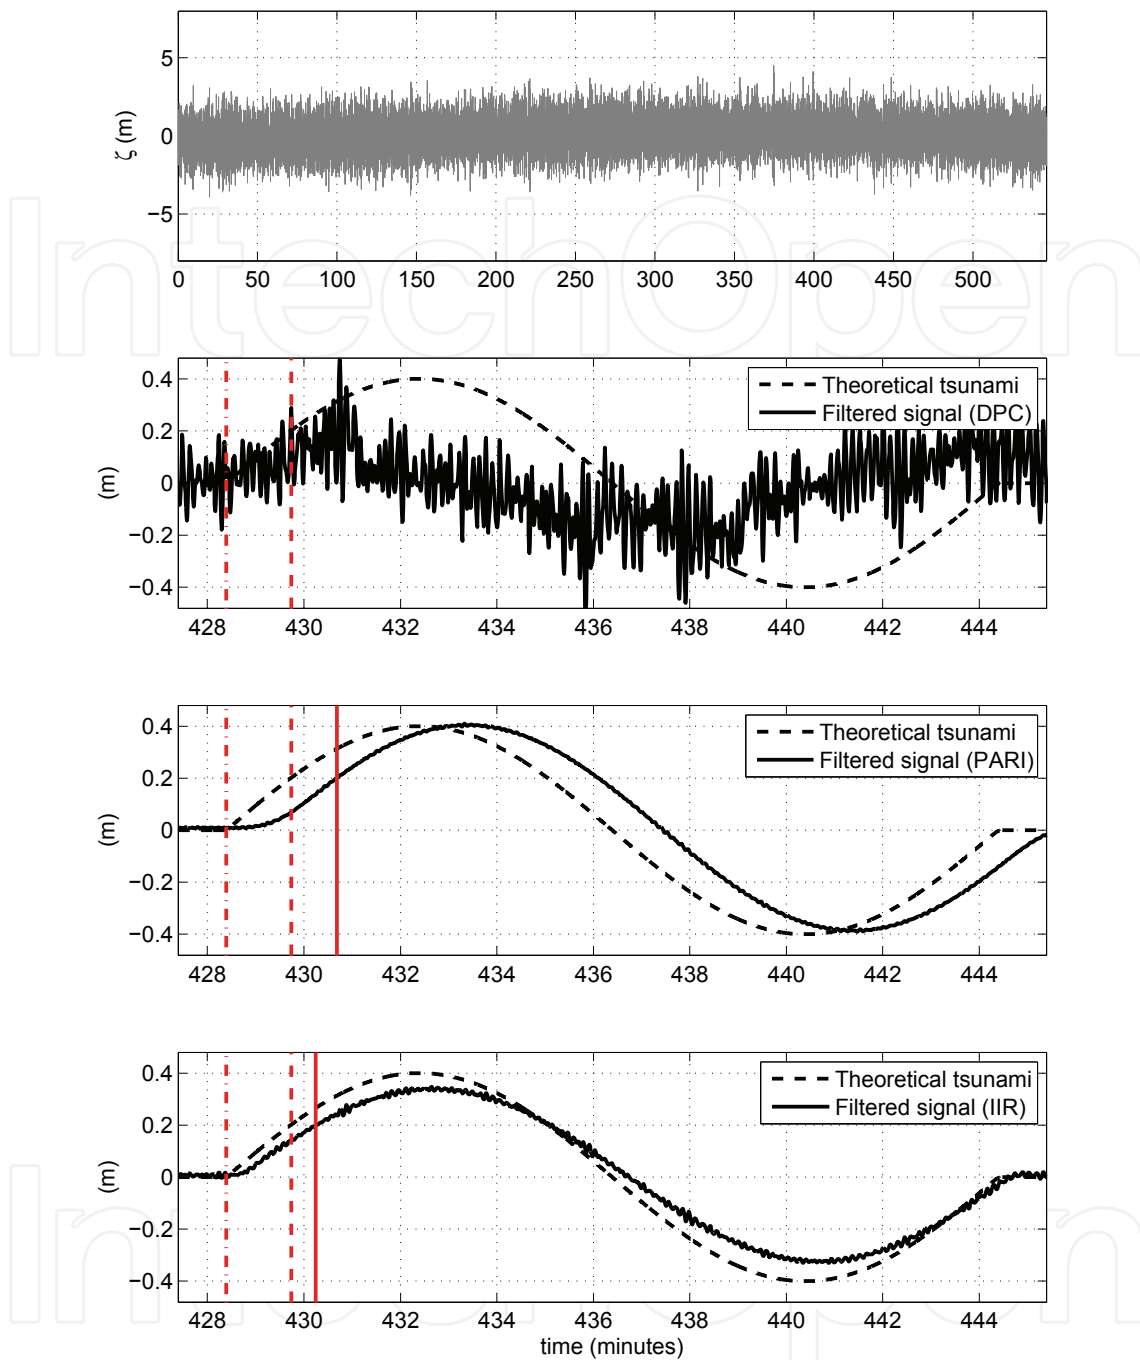 5
0
−5
ζ (m)
0 50 100 150 200 250 300 350 400 450 500
0.4
0.2
0
−0.2
−0.4
(m)
Theoretical tsunami
Filtered signal (DPC)
428 430 432 434 436 438 440 442 444
0.4
0.2
0
−0.2
−0.4
(m)
Theoretical tsunami
Filtered signal (PARI)
428 430 432 434 436 438 440 442 444
0.4
0.2
0
−0.2
−0.4
(m)
Theoretical tsunami
Filtered signal (IIR)
428 430 432 434 436 438 440 442 444
time (minutes)
IntechOpen
IntechOpen